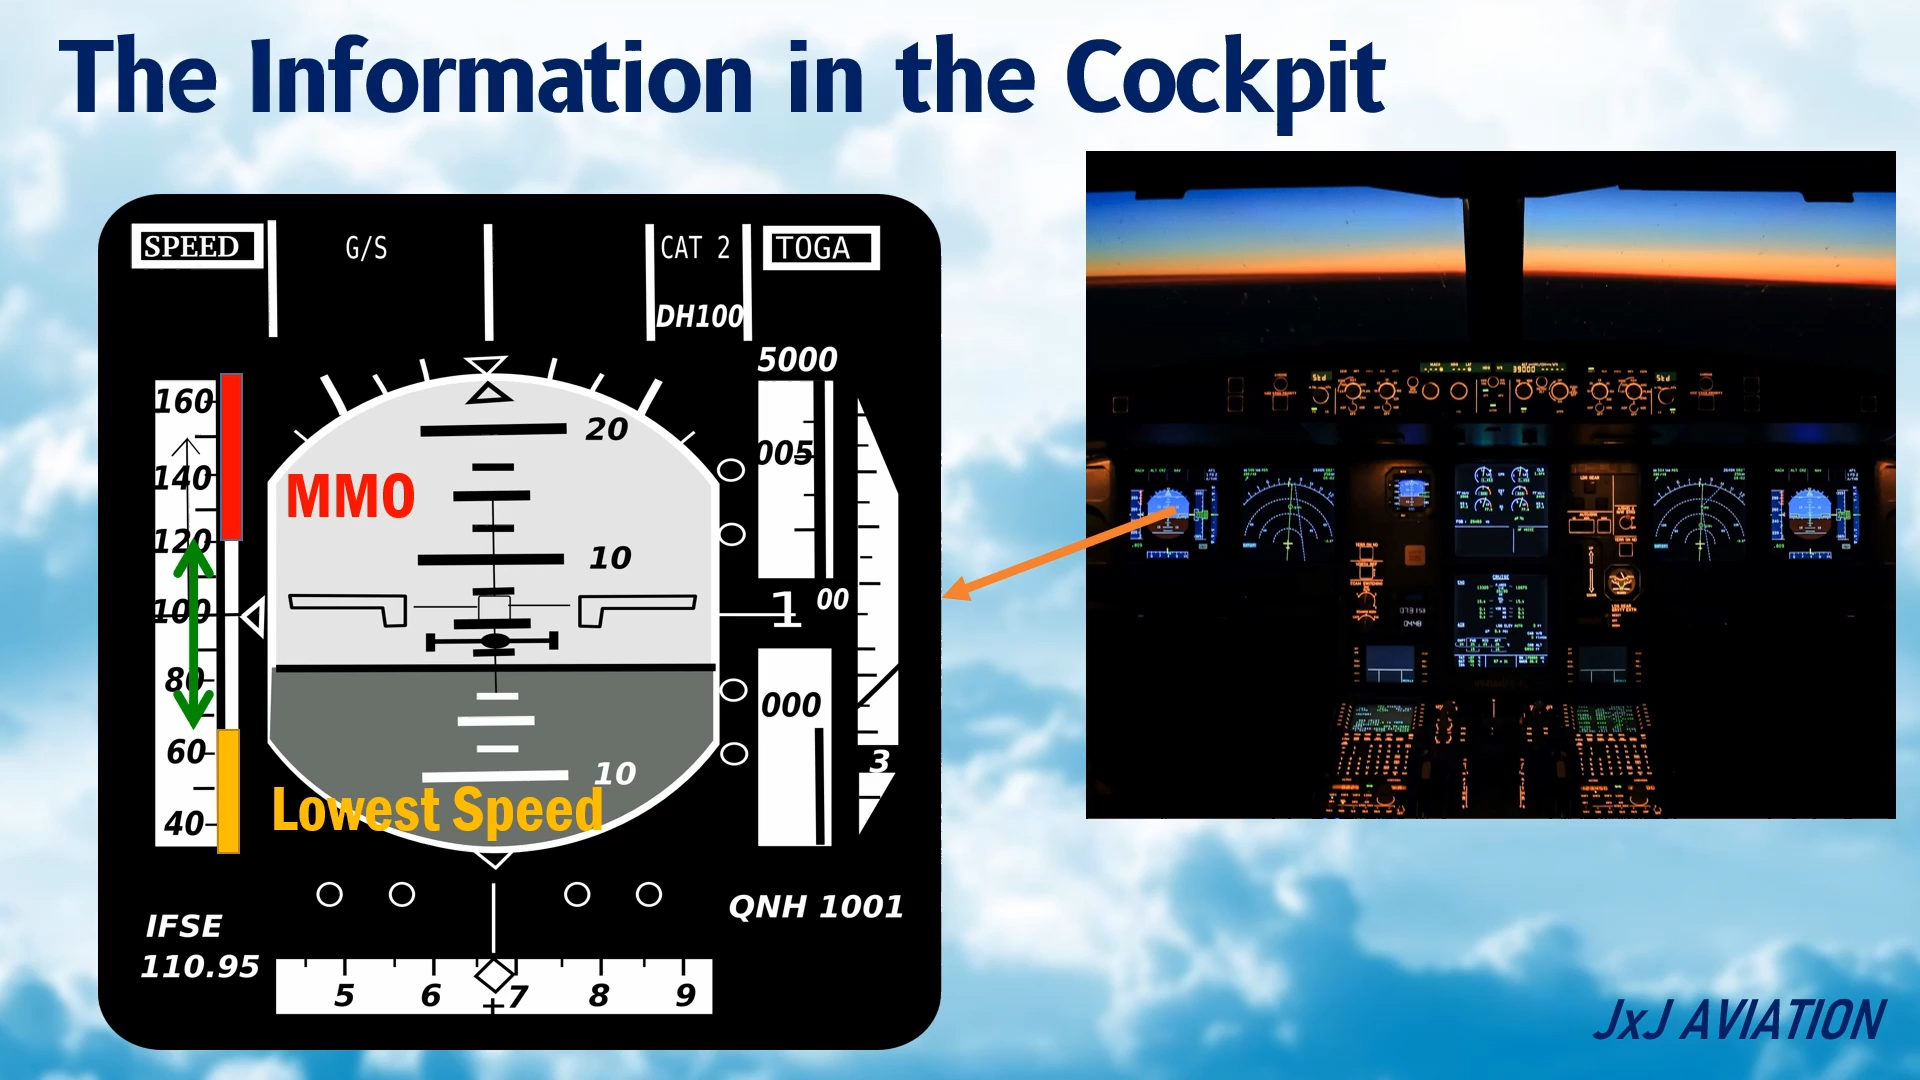 The Information in the Cockpit
SPEED
G/S
CAT 2
TOGA
DH100
5000
160
140
120
100
80
60
40
MMO
20
10
10
Lowest Speed
005
1 00
000
3
QNH 1001
IFSE
110.95
5 6 7 8 9
JxJ AVIATION